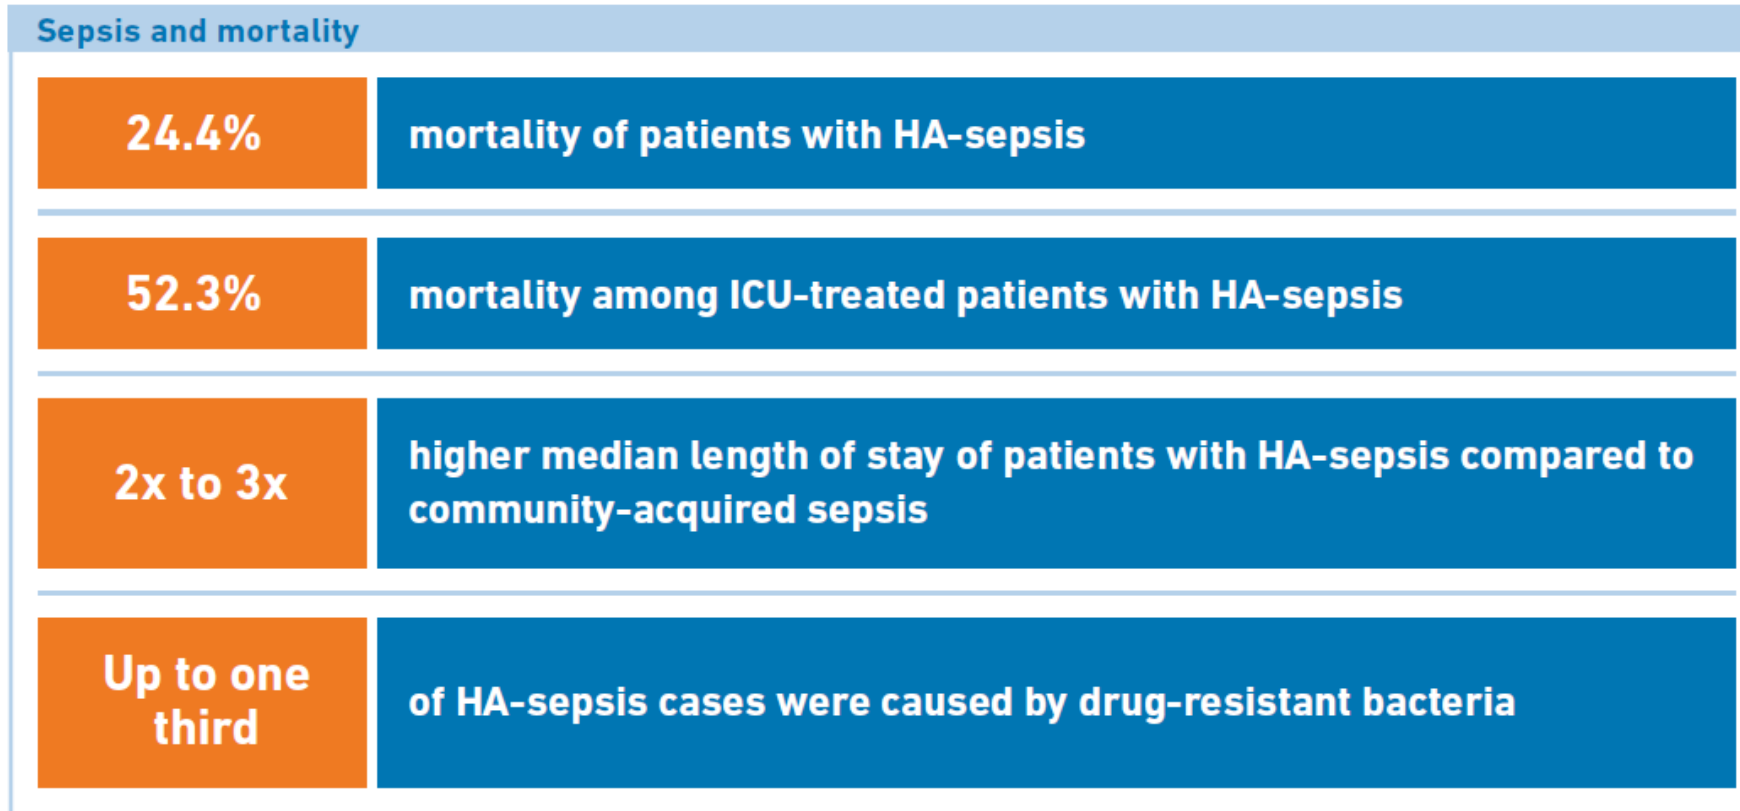 Sepsis and mortality
24.4%
mortality of patients with HA-sepsis
52.3%
mortality among ICU-treated patients with HA-sepsis
2x to 3x
higher median length of stay of patients with HA-sepsis compared to
community-acquired sepsis
Up to one
third
of HA-sepsis cases were caused by drug-resistant bacteria